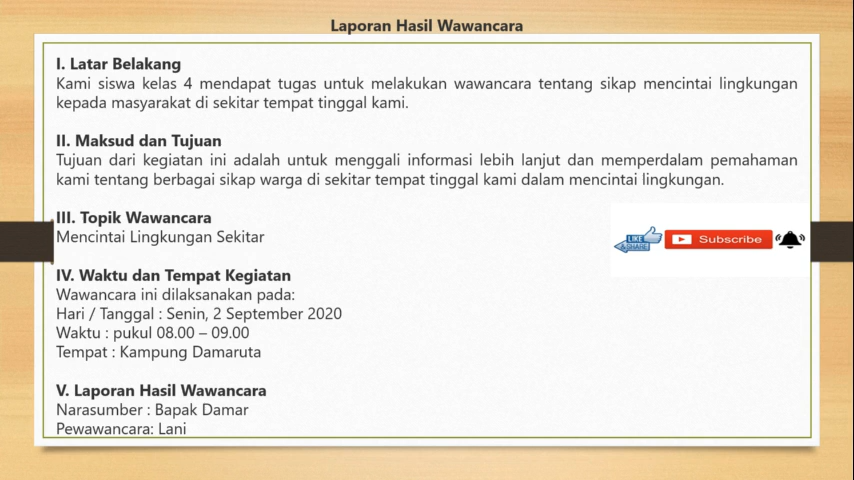 Laporan Hasil Wawancara
I. Latar Belakang
Kami siswa kelas 4 mendapat tugas untuk melakukan wawancara tentang sikap mencintai lingkungan
kepada masyarakat di sekitar tempat tinggal kami.
II. Maksud dan Tujuan
Tujuan dari kegiatan ini adalah untuk menggali informasi lebih lanjut dan memperdalam pemahaman
kami tentang berbagai sikap warga di sekitar tempat tinggal kami dalam mencintai lingkungan.
III. Topik Wawancara
Mencintai Lingkungan Sekitar
LIKE
& SHARE
Subscribe
IV. Waktu dan Tempat Kegiatan
Wawancara ini dilaksanakan pada:
Hari / Tanggal : Senin, 2 September 2020
Waktu : pukul 08.00 – 09.00
Tempat : Kampung Damaruta
V. Laporan Hasil Wawancara
Narasumber : Bapak Damar
Pewawancara: Lani